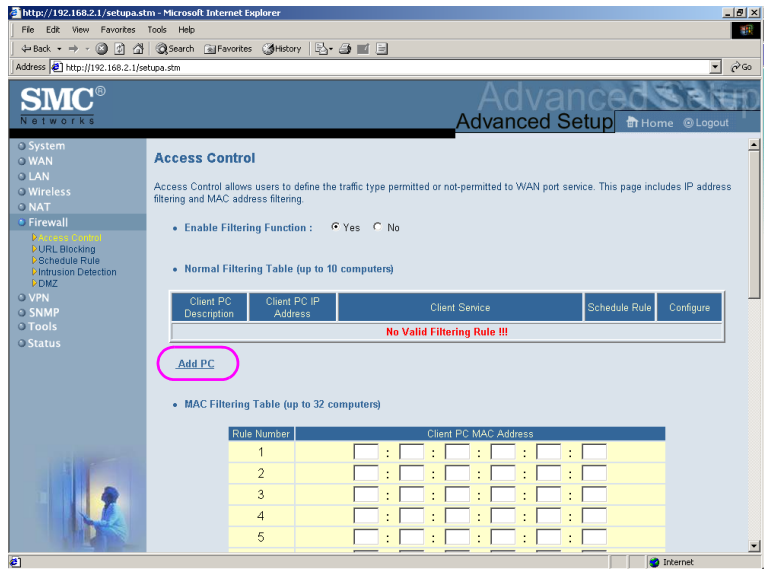 http://192.168.2.1/setupa.stm - Microsoft Internet Explorer
File Edit View Favorites Tools Help
Back Search Favorites History
Address http://192.168.2.1/setupa.stm Go
SMC®
Networks
Advanced Setup
Advanced Setup Home Logout
System
WAN
LAN
Wireless
NAT
Firewall
Access Control
URL Blocking
Schedule Rule
Intrusion Detection
DMZ
VPN
SNMP
Tools
Status
Access Control
Access Control allows users to define the traffic type permitted or not-permitted to WAN port service. This page includes IP address
filtering and MAC address filtering.
• Enable Filtering Function : Yes No
• Normal Filtering Table (up to 10 computers)
Client PC Description Client PC IP Address Client Service Schedule Rule Configure
No Valid Filtering Rule !!!
Add PC
• MAC Filtering Table (up to 32 computers)
Rule Number Client PC MAC Address
1 : : : : :
2 : : : : :
3 : : : : :
4 : : : : :
5 : : : : :
Internet